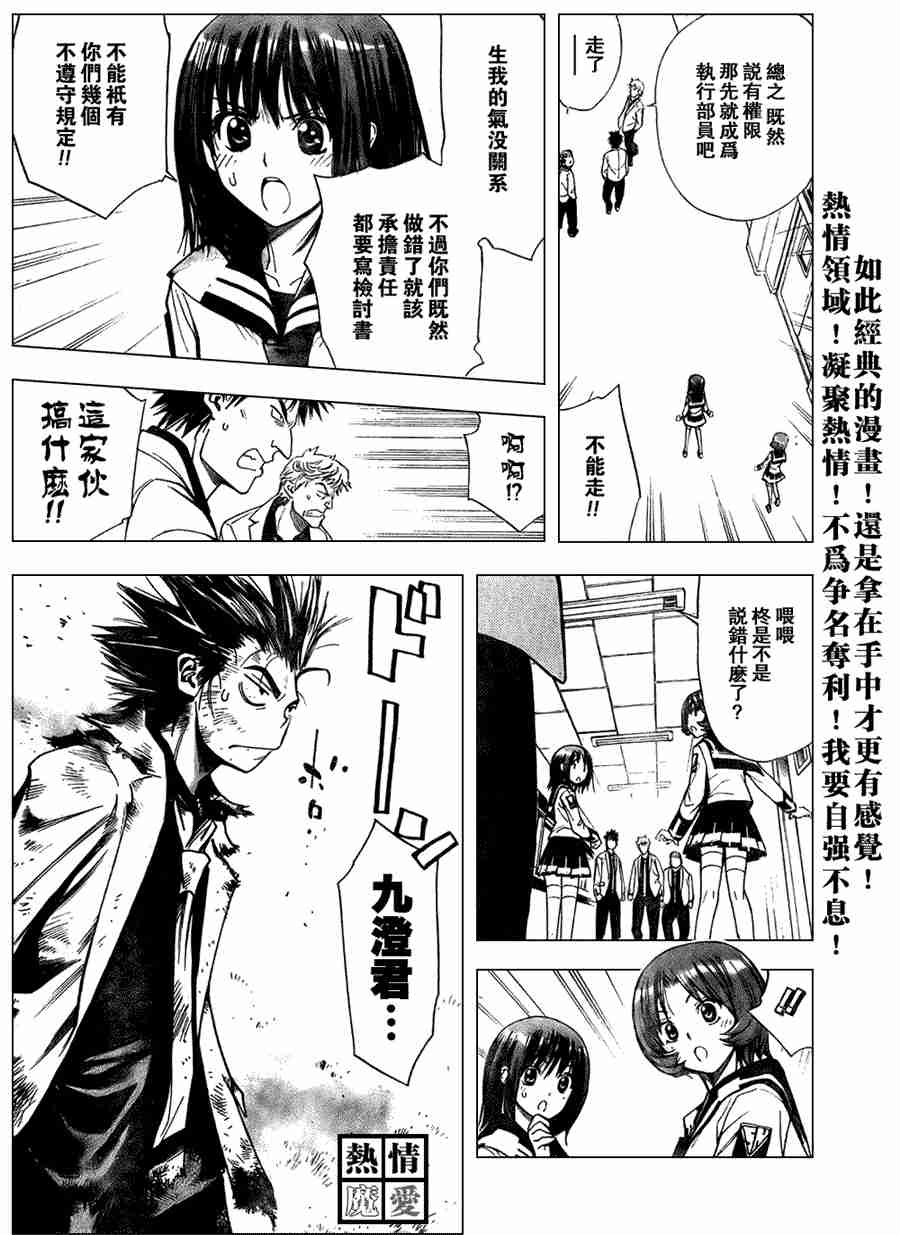 總之 既然
説有權限
那先就成爲
執行部員吧
走了
——
不能走!!
生我的氣没關系
不過你們既然
做錯了就該
承擔責任
都要寫檢討書
不能衹有
你們幾個
不遵守規定!!
啊啊!?
這家伙
搞什麽!!
喂喂
柊是不是
説錯什麽了?
!!
ドーン
ボロ
九澄君…
熱情
魔愛
如此經典的漫畫!還是拿在手中才更有感覺!
熱情領域!凝聚熱情!不爲争名奪利!我要自强不息!